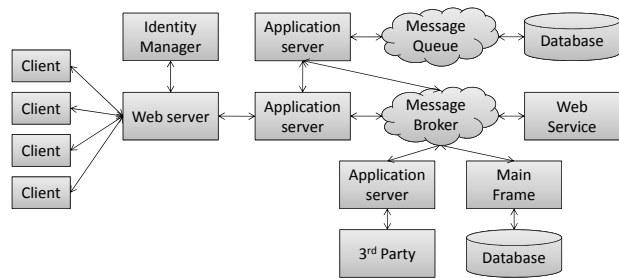 Identity
Manager
Application
server
Message
Queue
Database
Client
Client
Client
Client
Web server
Application
server
Message
Broker
Web
Service
Application
server
Main
Frame
3rd Party
Database